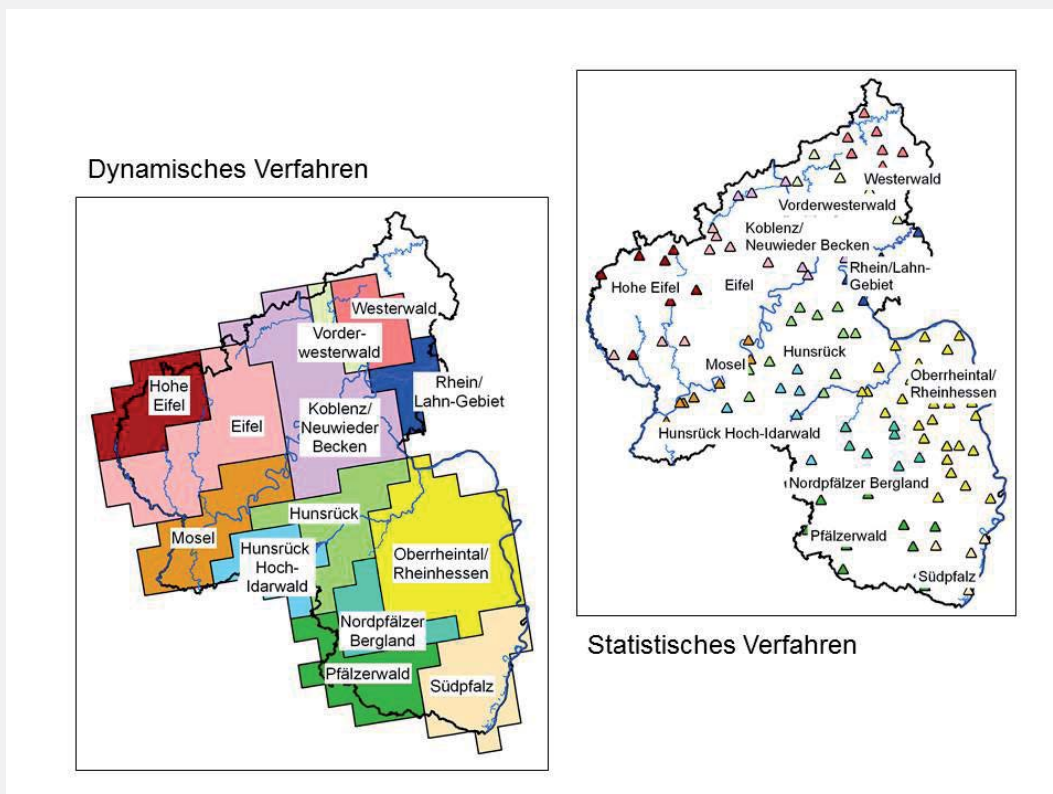 Dynamisches Verfahren
Westerwald
Vorder-
westerwald
Hohe
Eifel
Eifel
Rhein/
Lahn-Gebiet
Koblenz/
Neuwieder
Becken
Hunsrück
Mosel
Hunsrück
Hoch-
Idarwald
Oberrheintal/
Rheinhessen
Nordpfälzer
Bergland
Pfälzerwald
Südpfalz
Westerwald
Vorderwesterwald
Koblenz/
Neuwieder Becken
Rhein/Lahn-
Gebiet
Hohe Eifel
Eifel
Mosel
Hunsrück
Oberrheintal/
Rheinhessen
Hunsrück Hoch-Idarwald
Nordpfälzer Bergland
Pfälzerwald
Südpfalz
Statistisches Verfahren